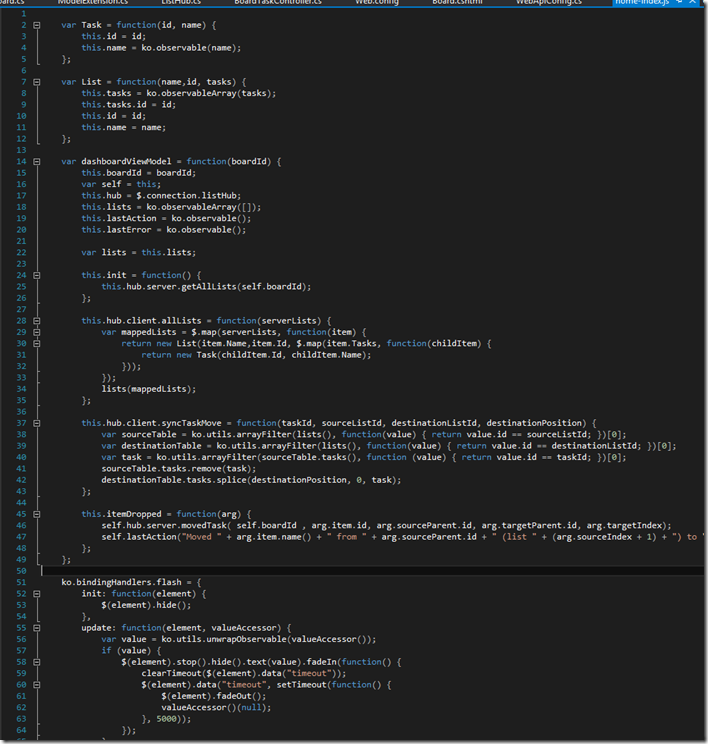 ard.cs ModelExtension.cs ListHub.cs BoardTaskController.cs Web.config Board.cshtml WebApiConfig.cs home-index.js
1
2 var Task = function(id, name) {
3 this.id = id;
4 this.name = ko.observable(name);
5 };
6
7 var List = function(name,id, tasks) {
8 this.tasks = ko.observableArray(tasks);
9 this.tasks.id = id;
10 this.id = id;
11 this.name = name;
12 };
13
14 var dashboardViewModel = function(boardId) {
15 this.boardId = boardId;
16 var self = this;
17 this.hub = $.connection.listHub;
18 this.lists = ko.observableArray([]);
19 this.lastAction = ko.observable();
20 this.lastError = ko.observable();
21
22 var lists = this.lists;
23
24 this.init = function() {
25 this.hub.server.getAllLists(self.boardId);
26 };
27
28 this.hub.client.allLists = function(serverLists) {
29 var mappedLists = $.map(serverLists, function(item) {
30 return new List(item.Name,item.Id, $.map(item.Tasks, function(childItem) {
31 return new Task(childItem.Id, childItem.Name);
32 }));
33 });
34 lists(mappedLists);
35 };
36
37 this.hub.client.syncTaskMove = function(taskId, sourceListId, destinationListId, destinationPosition) {
38 var sourceTable = ko.utils.arrayFilter(lists(), function(value) { return value.id == sourceListId; })[0];
39 var destinationTable = ko.utils.arrayFilter(lists(), function(value) { return value.id == destinationListId; })[0];
40 var task = ko.utils.arrayFilter(sourceTable.tasks(), function (value) { return value.id == taskId; })[0];
41 sourceTable.tasks.remove(task);
42 destinationTable.tasks.splice(destinationPosition, 0, task);
43 };
44
45 this.itemDropped = function(arg) {
46 self.hub.server.movedTask( self.boardId , arg.item.id, arg.sourceParent.id, arg.targetParent.id, arg.targetIndex);
47 self.lastAction("Moved " + arg.item.name() + " from " + arg.sourceParent.id + " (list " + (arg.sourceIndex + 1) + ") to "
48 };
49 };
50
51 ko.bindingHandlers.flash = {
52 init: function(element) {
53 $(element).hide();
54 },
55 update: function(element, valueAccessor) {
56 var value = ko.utils.unwrapObservable(valueAccessor());
57 if (value) {
58 $(element).stop().hide().text(value).fadeIn(function() {
59 clearTimeout($(element).data("timeout"));
60 $(element).data("timeout", setTimeout(function() {
61 $(element).fadeOut();
62 valueAccessor()(null);
63 }, 5000));
64 });